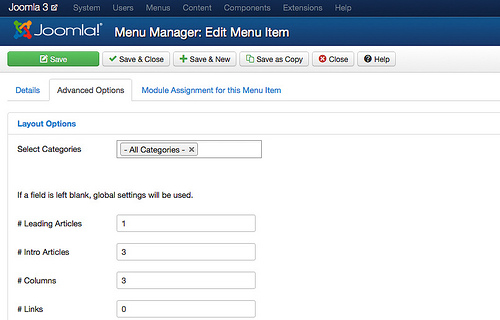 Joomla 3 System Users Menus Content Components Extensions Help
Joomla!® Menu Manager: Edit Menu Item
Save Save & Close Save & New Save as Copy Close Help
Details Advanced Options Module Assignment for this Menu Item
Layout Options
Select Categories - All Categories - ×
If a field is left blank, global settings will be used.
# Leading Articles 1
# Intro Articles 3
# Columns 3
# Links 0